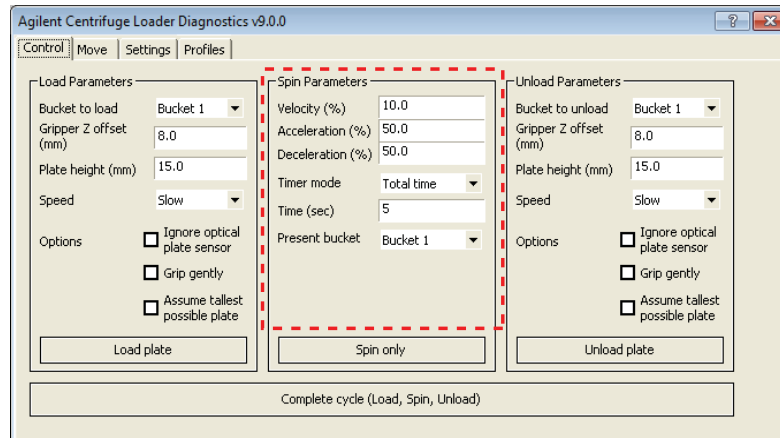 Agilent Centrifuge Loader Diagnostics v9.0.0
Control Move Settings Profiles
Load Parameters
Bucket to load Bucket 1
Gripper Z offset
(mm) 8.0
Plate height (mm) 15.0
Speed Slow
Options Ignore optical
plate sensor
Grip gently
Assume tallest
possible plate
Load plate
Spin Parameters
Velocity (%) 10.0
Acceleration (%) 50.0
Deceleration (%) 50.0
Timer mode Total time
Time (sec) 5
Present bucket Bucket 1
Spin only
Unload Parameters
Bucket to unload Bucket 1
Gripper Z offset
(mm) 8.0
Plate height (mm) 15.0
Speed Slow
Options Ignore optical
plate sensor
Grip gently
Assume tallest
possible plate
Unload plate
Complete cycle (Load, Spin, Unload)